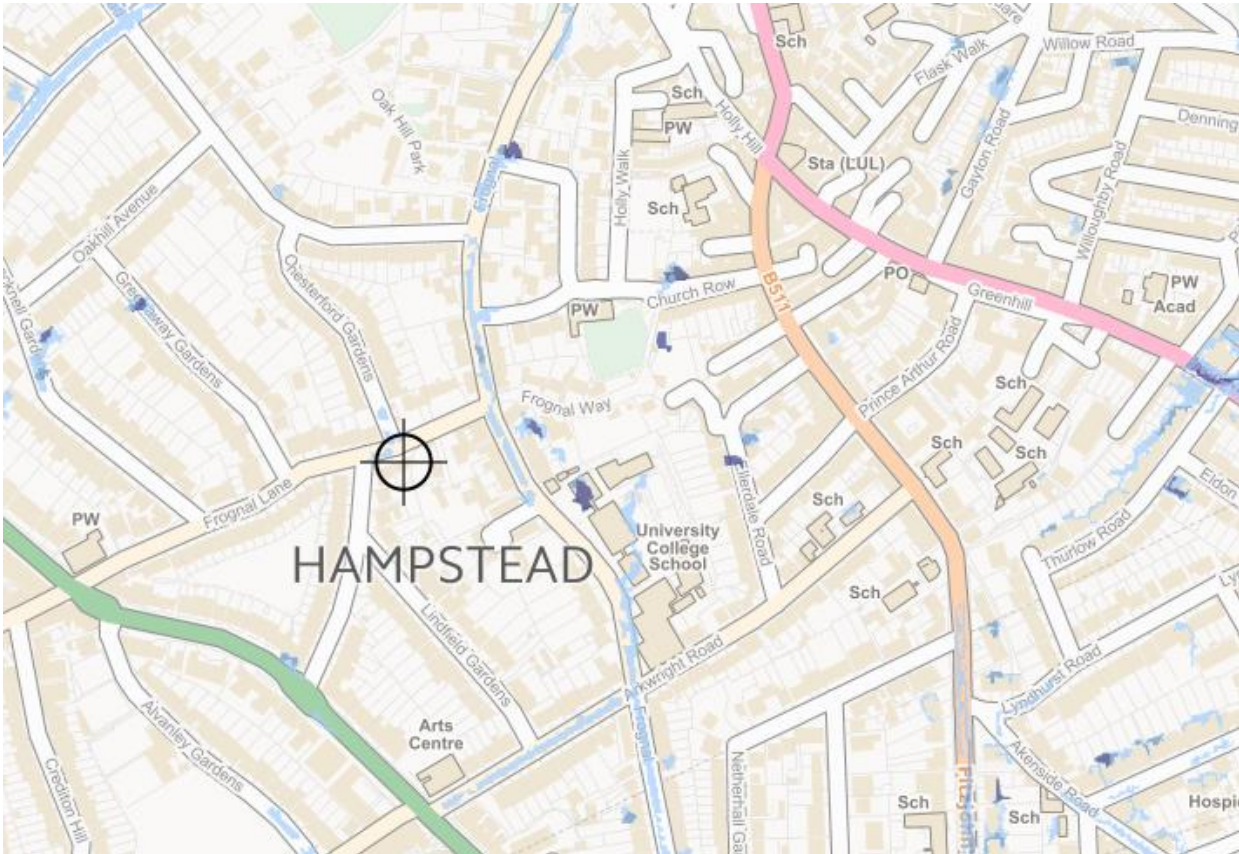 Sch
Willow Road
Flask Walk
Oak Hill Park
Sch
PW
Holly Hill
Denning
Gayton Road
Frognal
Sta (LUL)
Holly Walk
Willoughby Road
Sch
Oakhill Avenue
Chesterford Gardens
PO
B511
Church Row
Greenhill
PW
PW
Acad
Greenaway Gardens
Prince Arthur Road
Sch
Frognal Way
Sch
Sch
Eldon
Ellerdale Road
Frognal Lane
PW
Sch
University
College
School
Thurlow Road
HAMPSTEAD
Sch
Lindfield Gardens
Lyndhurst Road
Arkwright Road
Frognal
Arts
Centre
Alvanley Gardens
Akenside Road
Crediton Hill
Netherhall Ga
Sch
Sch
Hospi